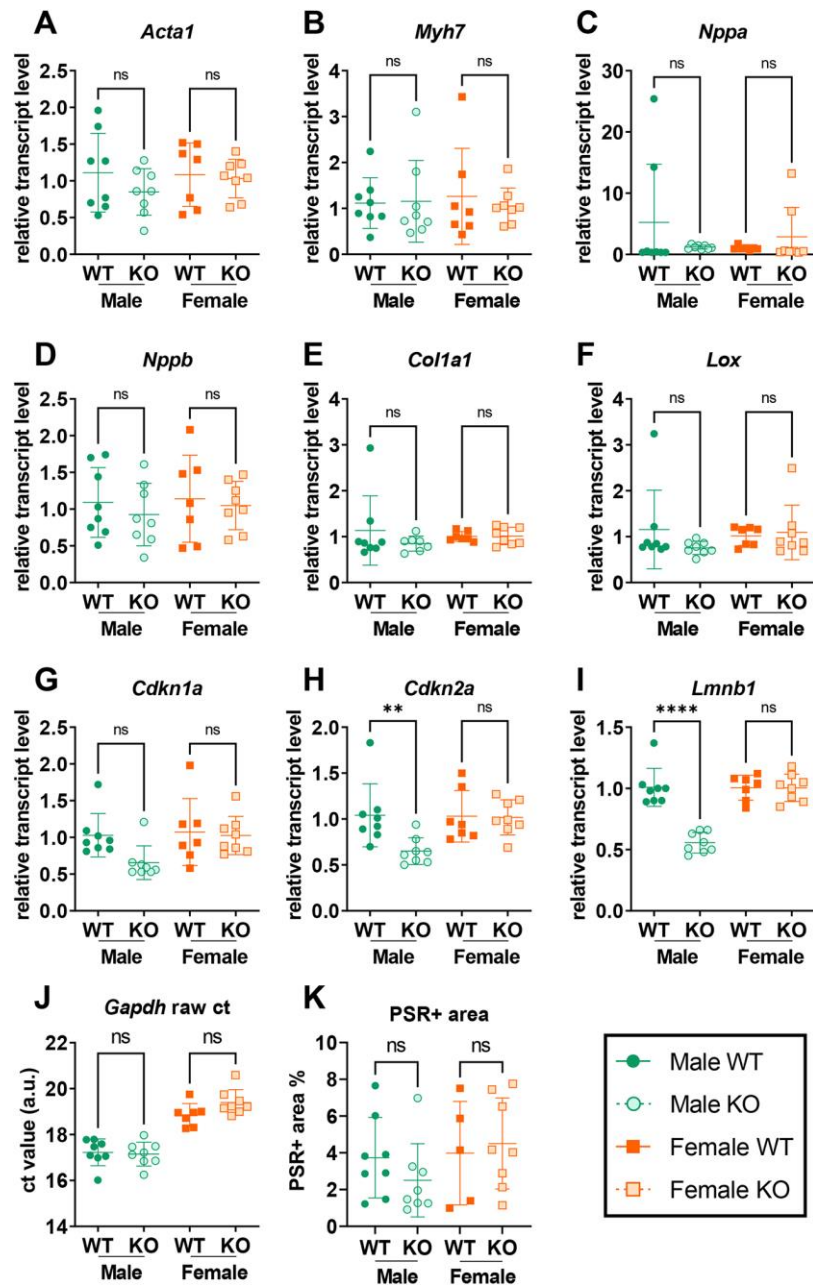 A
Acta1
relative transcript level
2.5
2.0
1.5
1.0
0.5
0.0
ns
ns
WT KO WT KO
Male Female
B
Myh7
relative transcript level
4
3
2
1
0
ns
ns
WT KO WT KO
Male Female
C
Nppa
relative transcript level
30
20
10
0
ns
ns
WT KO WT KO
Male Female
D
Nppb
relative transcript level
2.5
2.0
1.5
1.0
0.5
0.0
ns
ns
WT KO WT KO
Male Female
E
Col1a1
relative transcript level
4
3
2
1
0
ns
ns
WT KO WT KO
Male Female
F
Lox
relative transcript level
4
3
2
1
0
ns
ns
WT KO WT KO
Male Female
G
Cdkn1a
relative transcript level
2.5
2.0
1.5
1.0
0.5
0.0
ns
ns
WT KO WT KO
Male Female
H
Cdkn2a
relative transcript level
2.0
1.5
1.0
0.5
0.0
**
ns
WT KO WT KO
Male Female
I
Lmnb1
relative transcript level
1.5
1.0
0.5
0.0
****
ns
WT KO WT KO
Male Female
J
Gapdh raw ct
ct value (a.u.)
22
20
18
16
14
ns
ns
WT KO WT KO
Male Female
K
PSR+ area
PSR+ area %
10
8
6
4
2
0
ns
ns
WT KO WT KO
Male Female
Male WT
Male KO
Female WT
Female KO